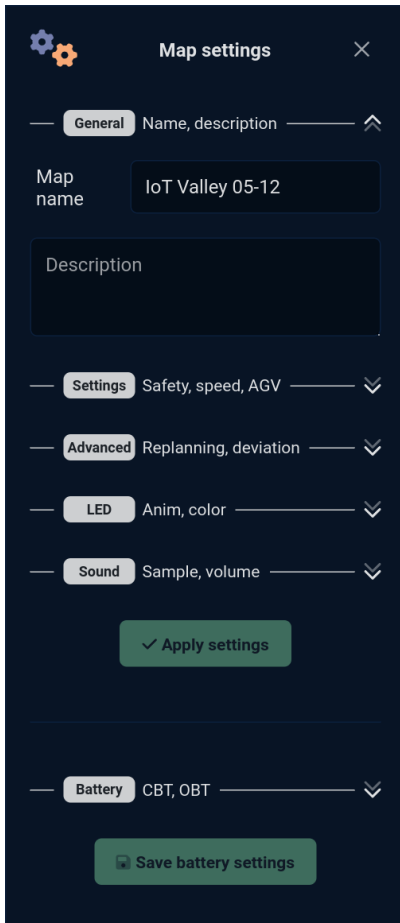 Map settings
General Name, description
Map
name
IoT Valley 05-12
Description
Settings Safety, speed, AGV
Advanced Replanning, deviation
LED Anim, color
Sound Sample, volume
Apply settings
Battery CBT, OBT
Save battery settings